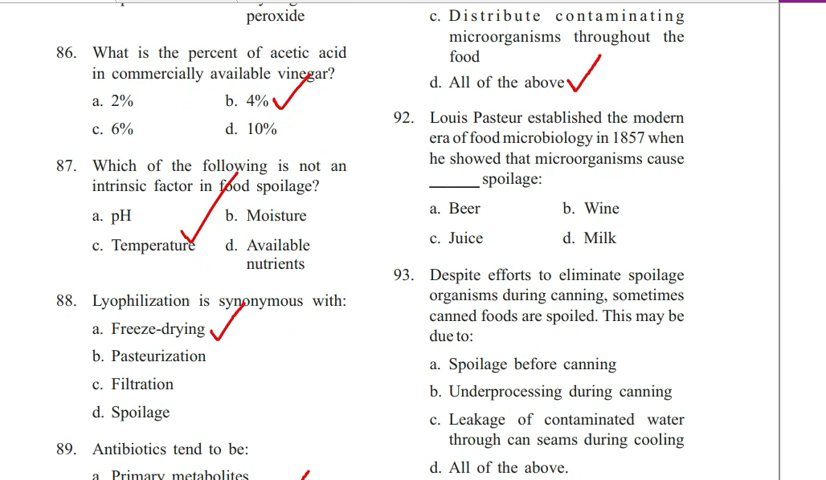 peroxide
86. What is the percent of acetic acid
in commercially available vinegar?
a. 2%
b. 4%
c. 6%
d. 10%
87. Which of the following is not an
intrinsic factor in food spoilage?
a. pH
b. Moisture
c. Temperature
d. Available
nutrients
88. Lyophilization is synonymous with:
a. Freeze-drying
b. Pasteurization
c. Filtration
d. Spoilage
89. Antibiotics tend to be:
a. Primary metabolites
c. Distribute contaminating
microorganisms throughout the
food
d. All of the above
92. Louis Pasteur established the modern
era of food microbiology in 1857 when
he showed that microorganisms cause
______ spoilage:
a. Beer
b. Wine
c. Juice
d. Milk
93. Despite efforts to eliminate spoilage
organisms during canning, sometimes
canned foods are spoiled. This may be
due to:
a. Spoilage before canning
b. Underprocessing during canning
c. Leakage of contaminated water
through can seams during cooling
d. All of the above.